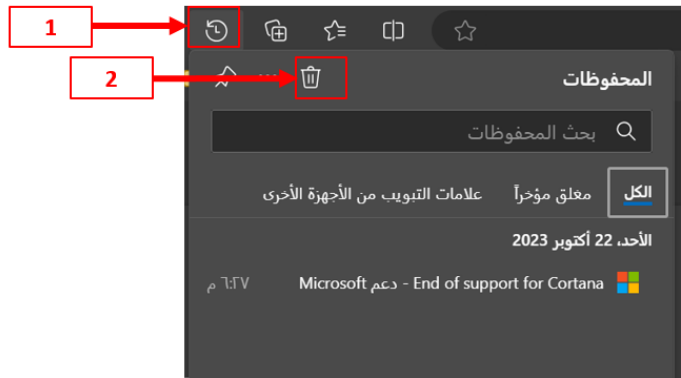 1
2
المحفوظات
بحث المحفوظات
الكل مغلق مؤخراً علامات التبويب من الأجهزة الأخرى
الأحد، 22 أكتوبر 2023
Microsoft دعم - End of support for Cortana ٦:٢٧ م